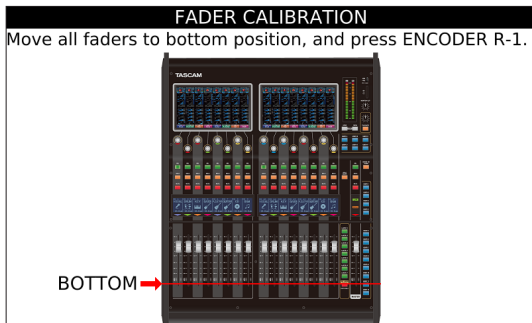 FADER CALIBRATION
Move all faders to bottom position, and press ENCODER R-1.
TASCAM
BOTTOM